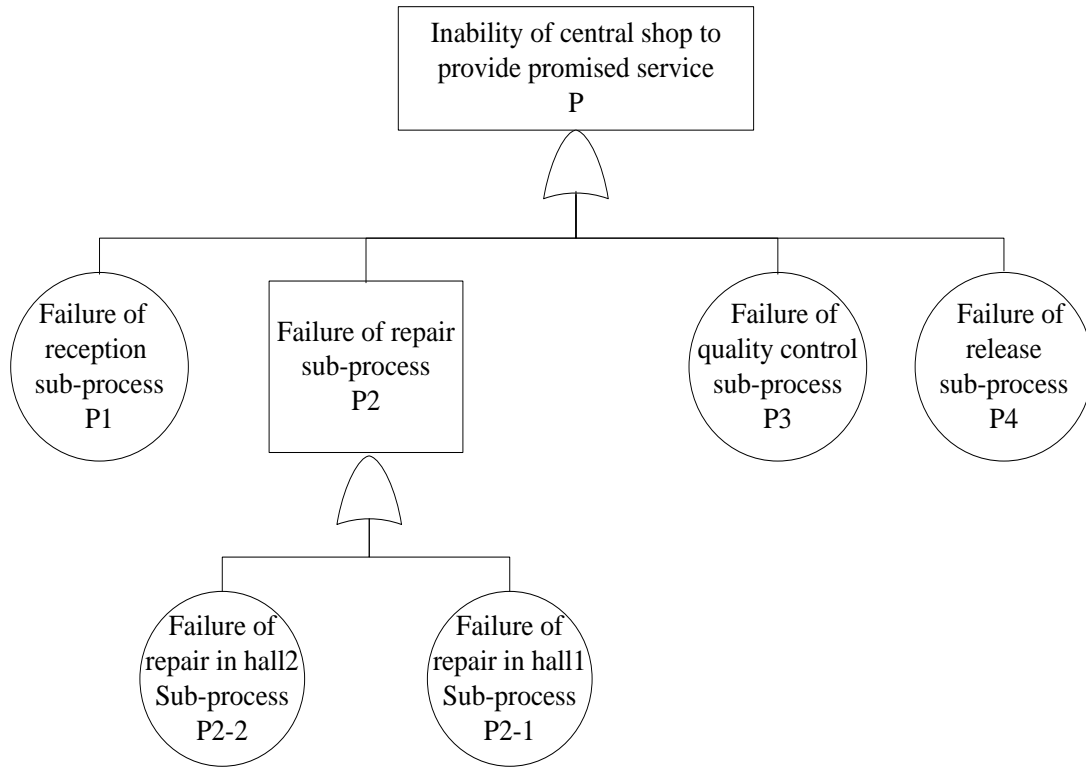 Inability of central shop to
provide promised service
P
Failure of
reception
sub-process
P1
Failure of repair
sub-process
P2
Failure of
quality control
sub-process
P3
Failure of
release
sub-process
P4
Failure of
repair in hall2
Sub-process
P2-2
Failure of
repair in hall1
Sub-process
P2-1